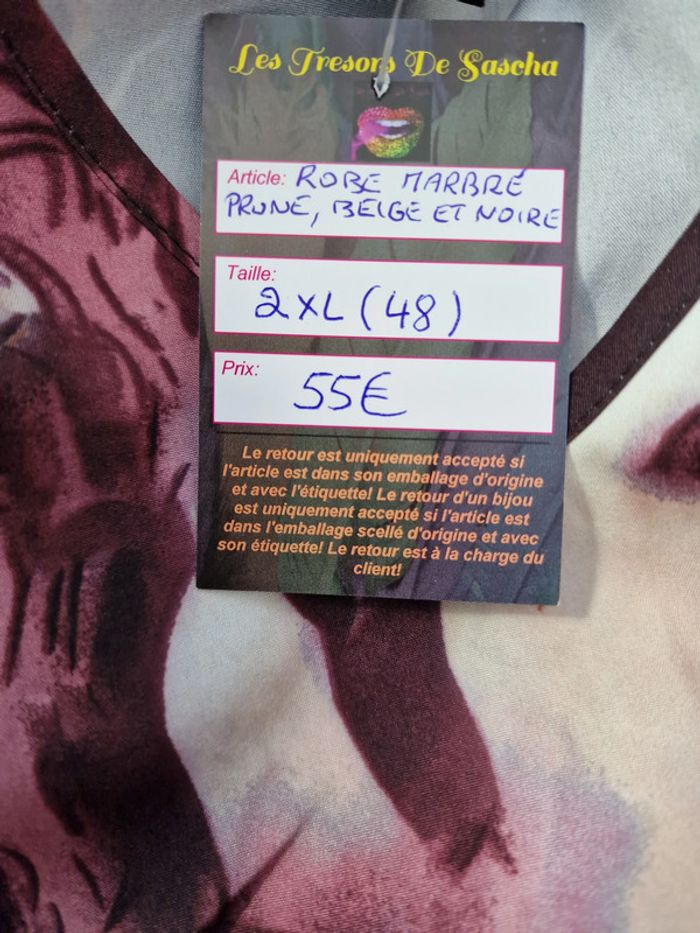 Les Tresors De Sascha
Article: ROBE MARBRÉ
PRUNE, BEIGE ET NOIRE
Taille:
2XL (48)
Prix:
55€
Le retour est uniquement accepté si
l'article est dans son emballage d'origine
et avec l'étiquette! Le retour d'un bijou
est uniquement accepté si l'article est
dans l'emballage scellé d'origine et avec
son étiquette! Le retour est à la charge du
client!